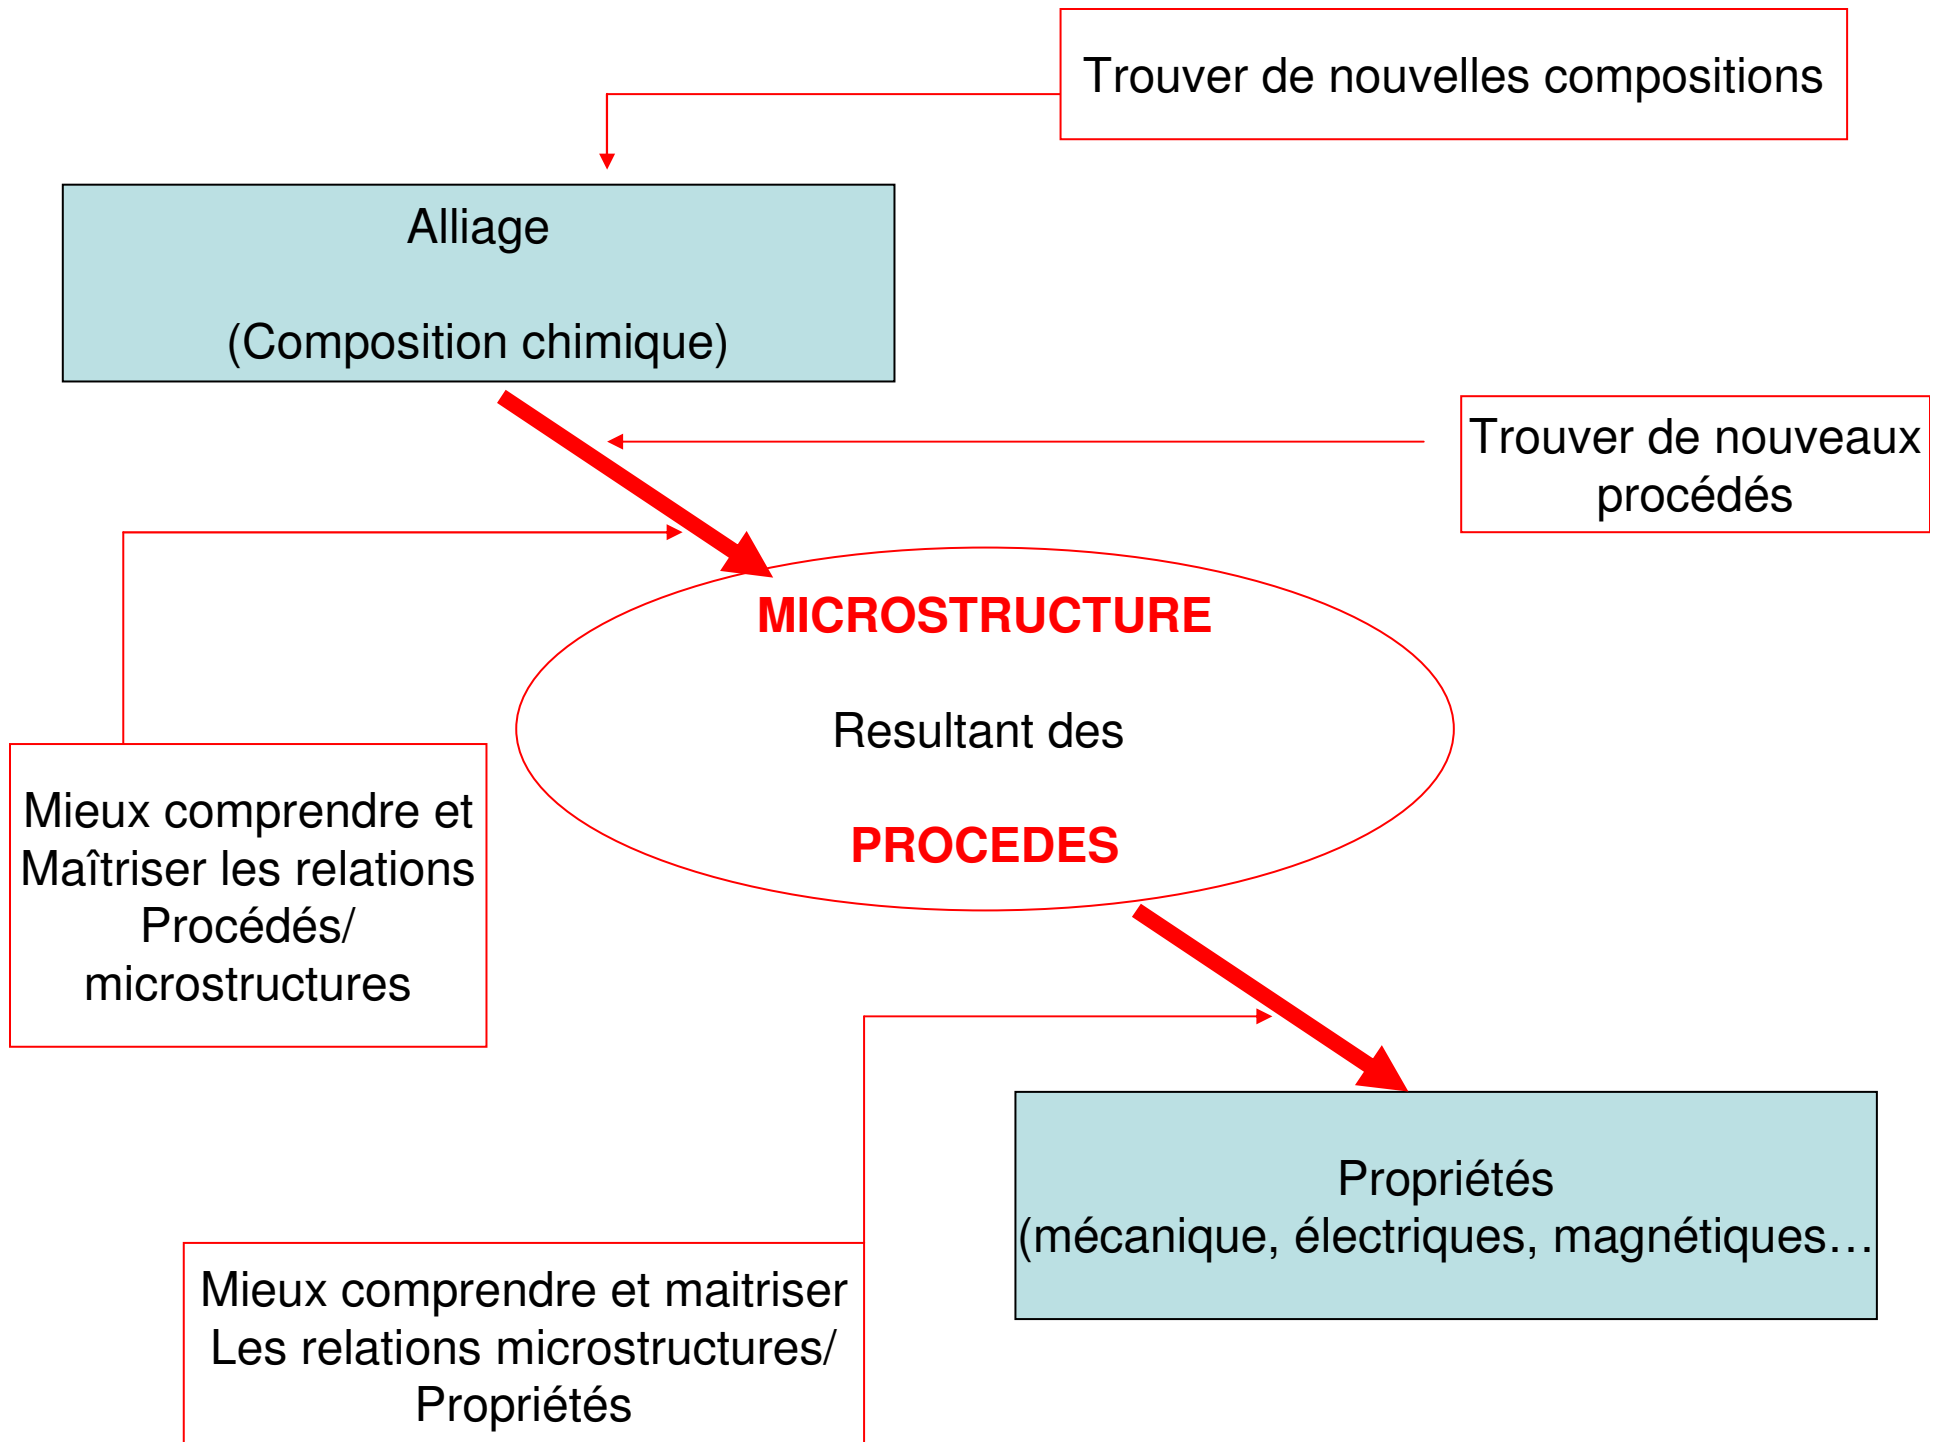 Trouver de nouvelles compositions
Alliage
(Composition chimique)
Trouver de nouveaux
procédés
MICROSTRUCTURE
Resultant des
PROCEDES
Mieux comprendre et
Maîtriser les relations
Procédés/
microstructures
Propriétés
(mécanique, électriques, magnétiques…
Mieux comprendre et maitriser
Les relations microstructures/
Propriétés